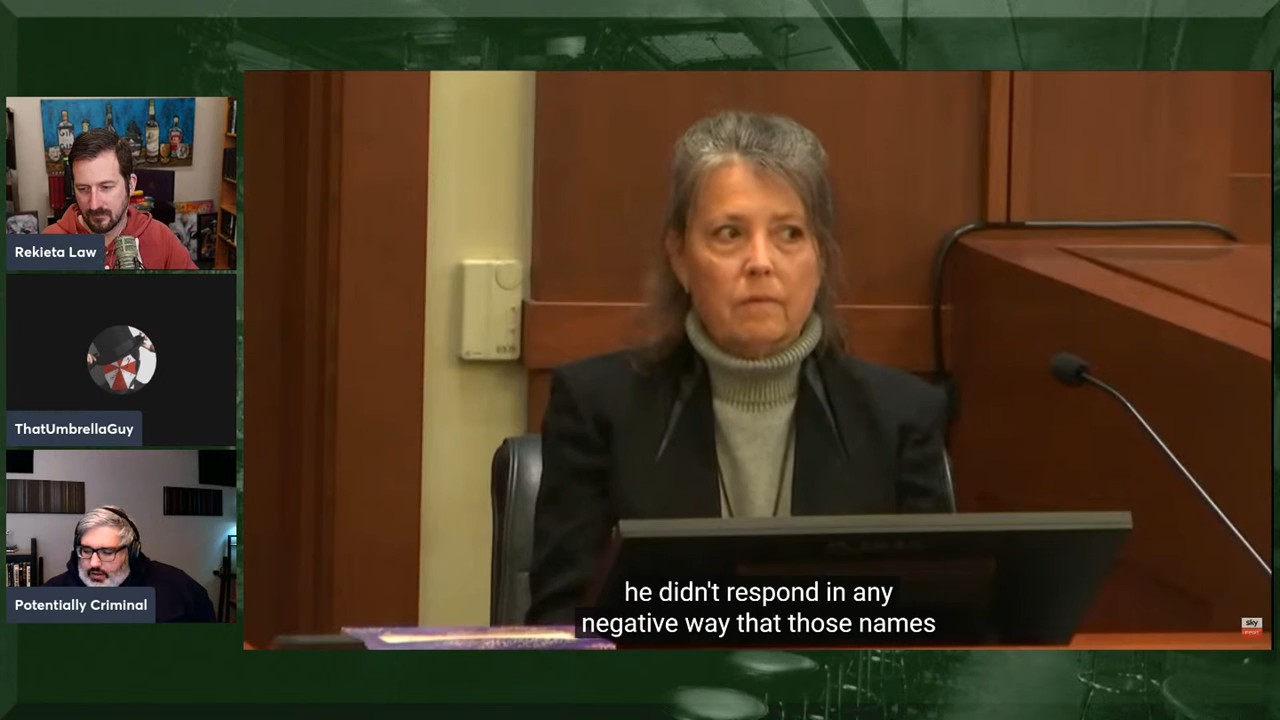 Rekieta Law
ThatUmbrellaGuy
Potentially Criminal
he didn't respond in any
negative way that those names
sky